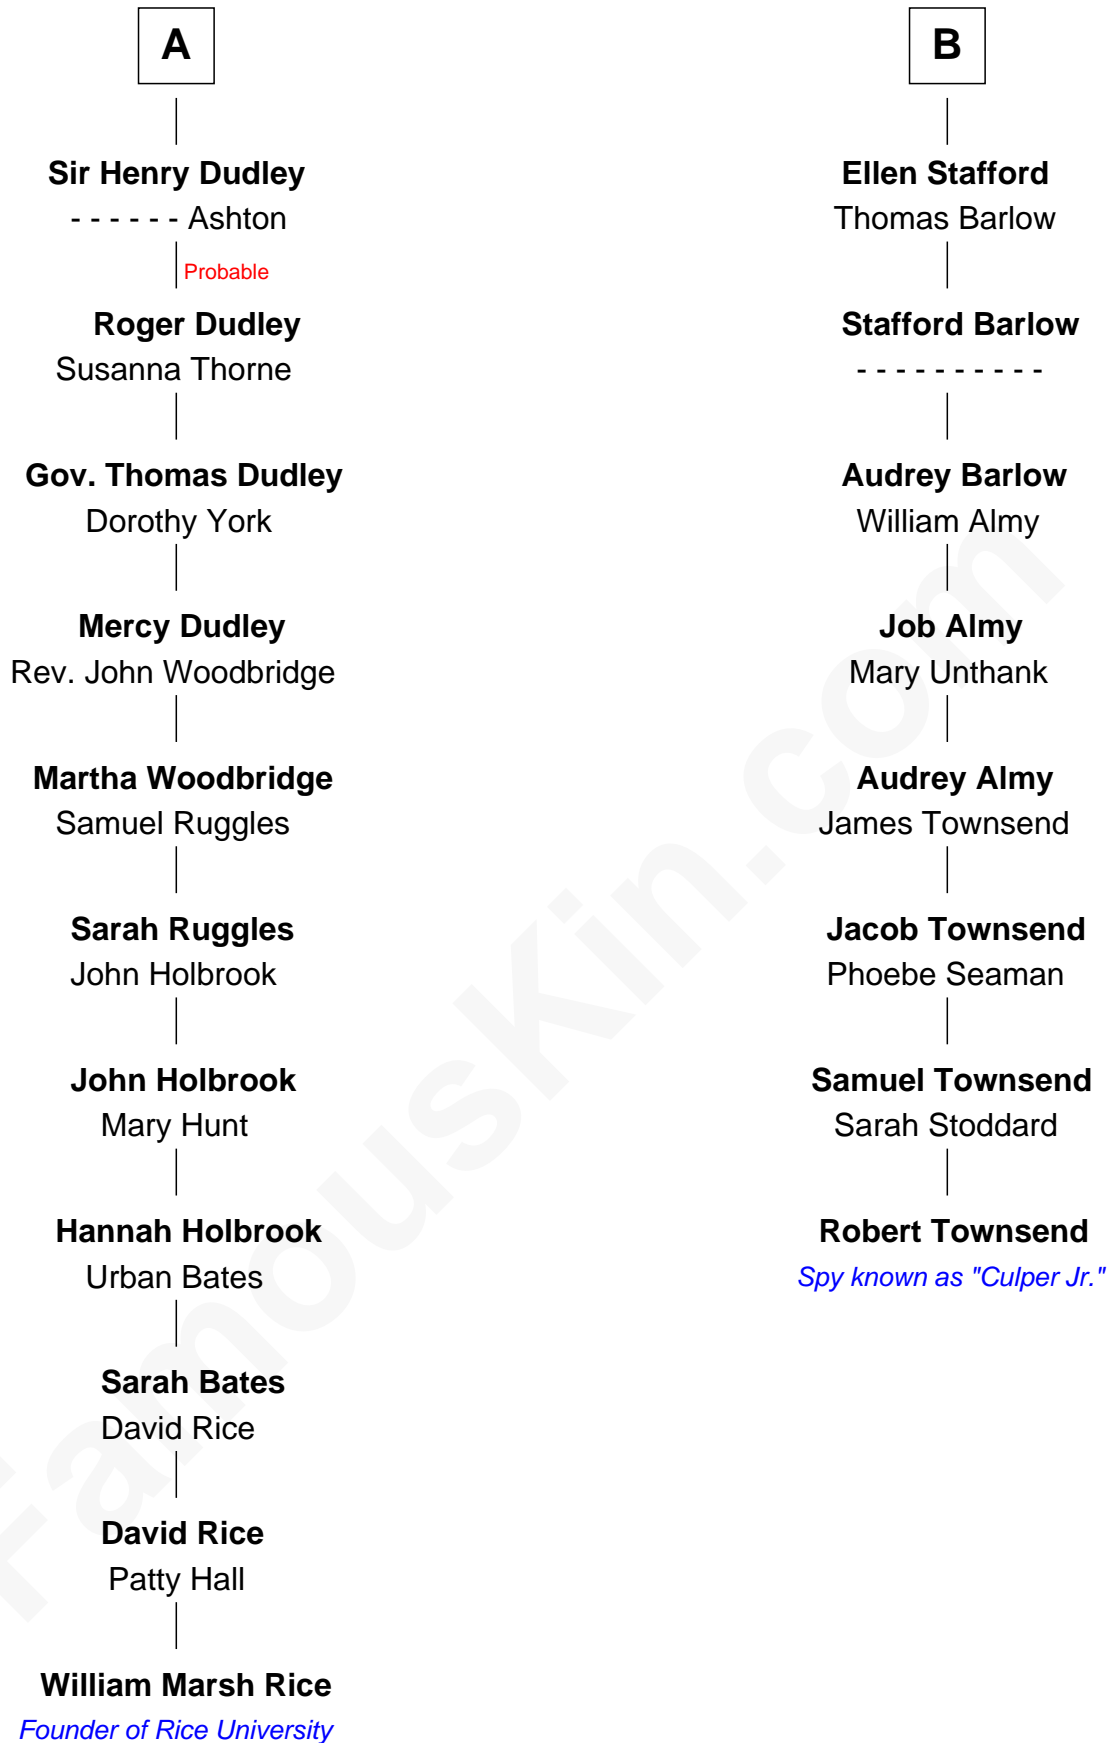 A
Sir Henry Dudley
- - - - - - Ashton
Probable
Roger Dudley
Susanna Thorne
Gov. Thomas Dudley
Dorothy York
Mercy Dudley
Rev. John Woodbridge
Martha Woodbridge
Samuel Ruggles
Sarah Ruggles
John Holbrook
John Holbrook
Mary Hunt
Hannah Holbrook
Urban Bates
Sarah Bates
David Rice
David Rice
Patty Hall
William Marsh Rice
Founder of Rice University
B
Ellen Stafford
Thomas Barlow
Stafford Barlow
- - - - - - - - - -
Audrey Barlow
William Almy
Job Almy
Mary Unthank
Audrey Almy
James Townsend
Jacob Townsend
Phoebe Seaman
Samuel Townsend
Sarah Stoddard
Robert Townsend
Spy known as "Culper Jr."
FamousKin.com